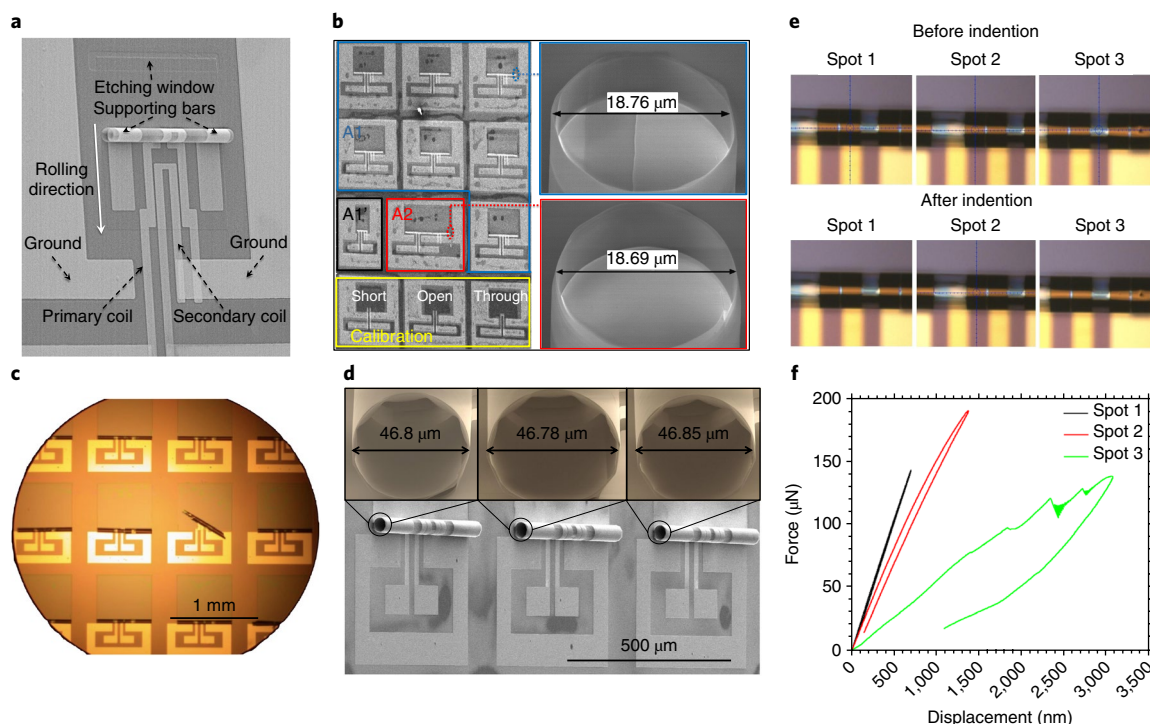 a
Etching window
Supporting bars
Rolling
direction
Ground
Ground
Primary coil
Secondary coil
b
18.76 μm
A1
A1′
A2
18.69 μm
Short
Open
Through
Calibration
c
1 mm
d
46.8 μm
46.78 μm
46.85 μm
500 μm
e
Before indention
Spot 1
Spot 2
Spot 3
After indention
Spot 1
Spot 2
Spot 3
f
200
150
100
50
0
Force (μN)
Spot 1
Spot 2
Spot 3
0
500
1,000
1,500
2,000
2,500
3,000
3,500
Displacement (nm)